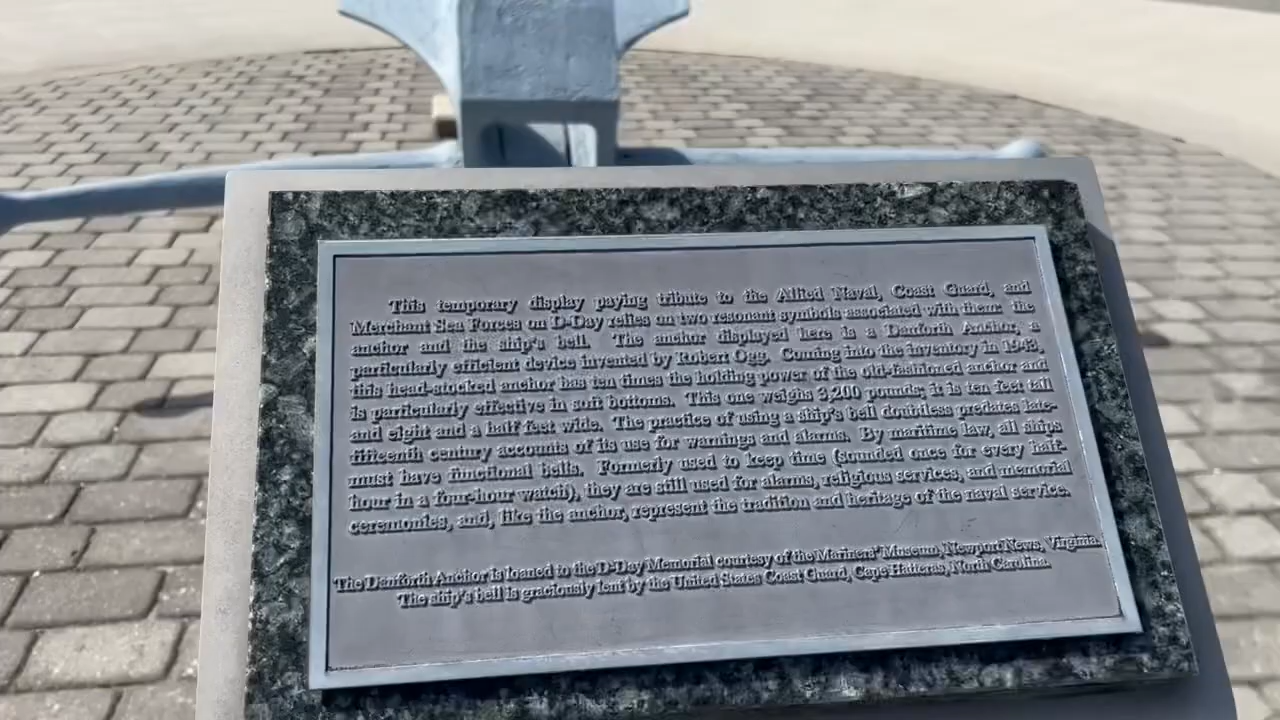 This temporary display paying tribute to the Allied Naval, Coast Guard, and
Merchant Sea Forces on D-Day relies on two resonant symbols associated with them: the
anchor and the ship's bell. The anchor displayed here is a Danforth Anchor, a
particularly efficient device invented by Robert Ogg. Coming into the inventory in 1943,
this head-stocked anchor has ten times the holding power of the old-fashioned anchor and
is particularly effective in soft bottoms. This one weighs 3,200 pounds; it is ten feet tall
and eight and a half feet wide. The practice of using a ship's bell doubtless predates late-
fifteenth century accounts of its use for warnings and alarms. By maritime law, all ships
must have functional bells. Formerly used to keep time (sounded once for every half-
hour in a four-hour watch), they are still used for alarms, religious services, and memorial
ceremonies, and, like the anchor, represent the tradition and heritage of the naval service.
The Danforth Anchor is loaned to the D-Day Memorial courtesy of the Mariners' Museum, Newport News, Virginia.
The ship's bell is graciously lent by the United States Coast Guard, Cape Hatteras, North Carolina.